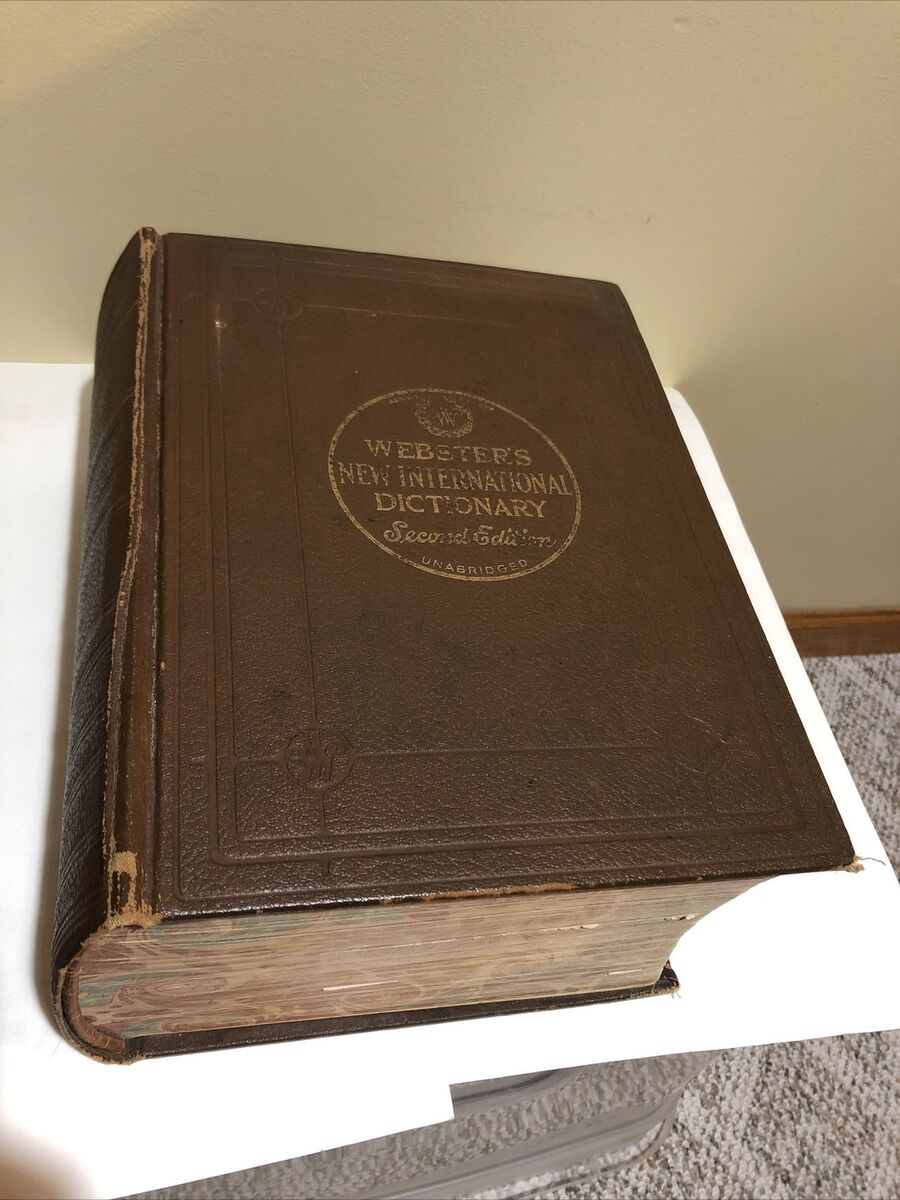 W
WEBSTER'S
NEW INTERNATIONAL
DICTIONARY
Second Edition
UNABRIDGED
W